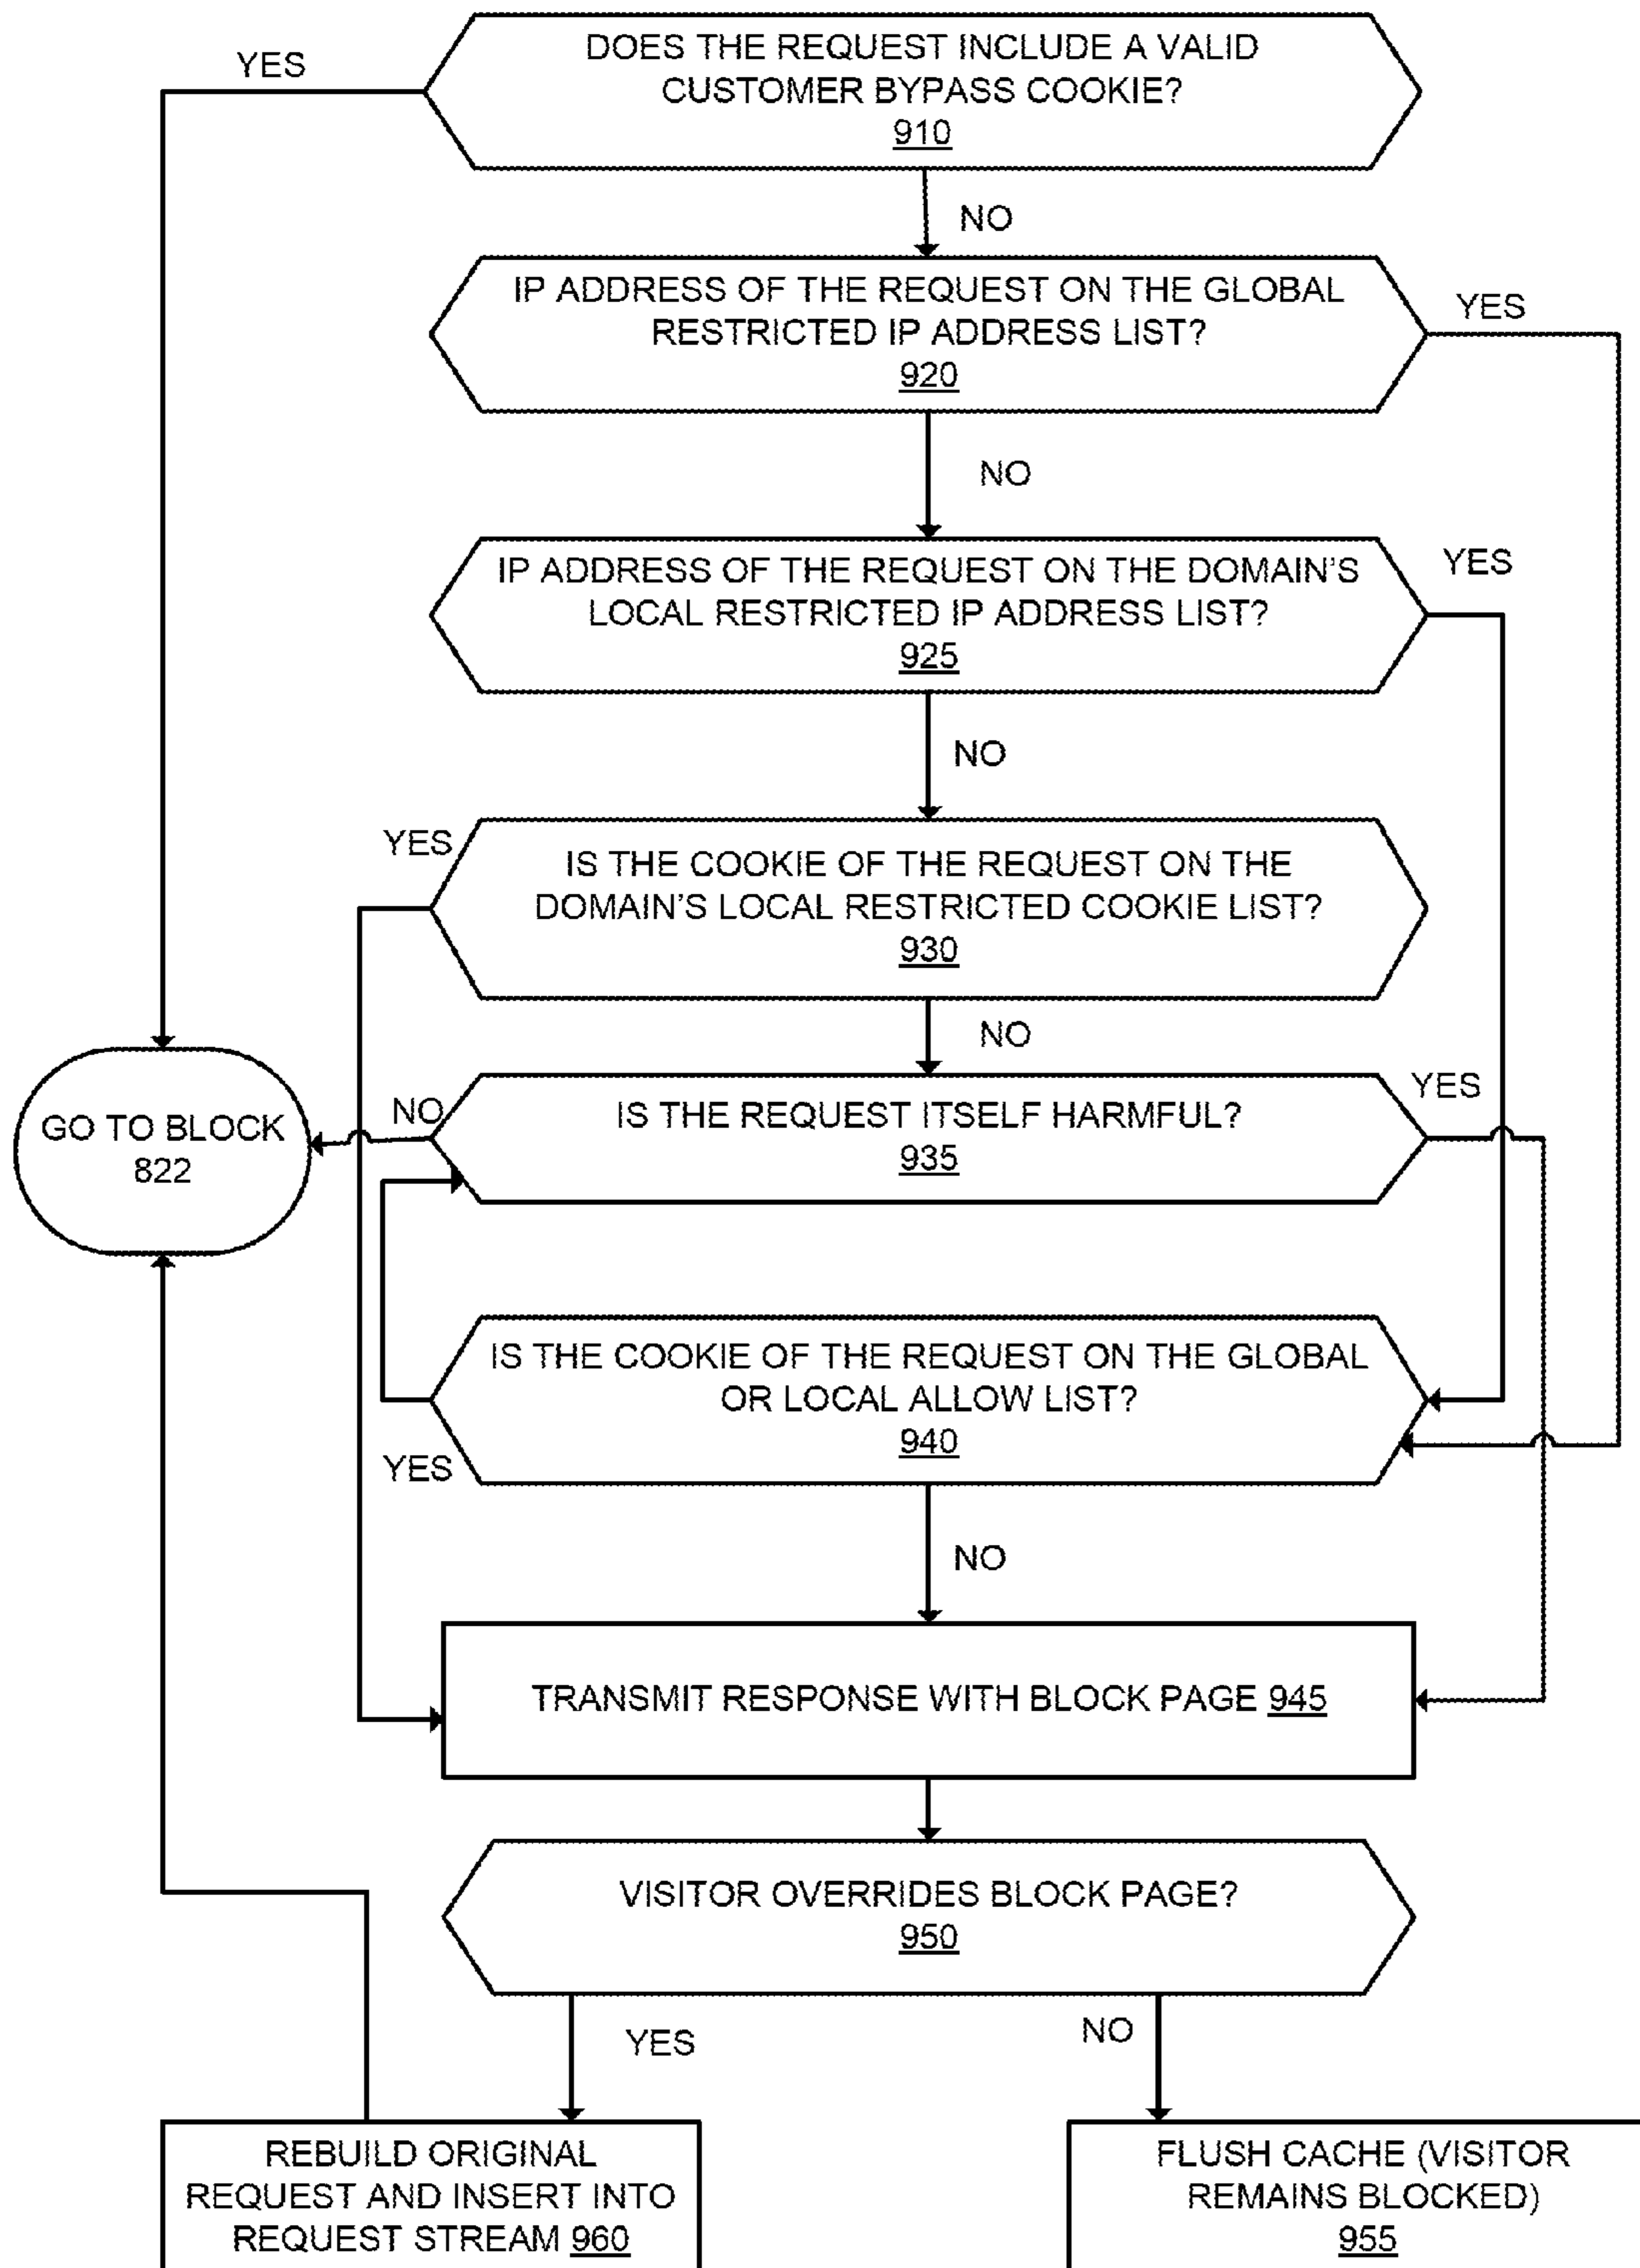 YES
DOES THE REQUEST INCLUDE A VALID
CUSTOMER BYPASS COOKIE?
910
NO
IP ADDRESS OF THE REQUEST ON THE GLOBAL
RESTRICTED IP ADDRESS LIST?
920
YES
NO
IP ADDRESS OF THE REQUEST ON THE DOMAIN'S
LOCAL RESTRICTED IP ADDRESS LIST?
925
YES
NO
YES
IS THE COOKIE OF THE REQUEST ON THE
DOMAIN'S LOCAL RESTRICTED COOKIE LIST?
930
NO
GO TO BLOCK
822
NO
IS THE REQUEST ITSELF HARMFUL?
935
YES
IS THE COOKIE OF THE REQUEST ON THE GLOBAL
OR LOCAL ALLOW LIST?
940
YES
NO
TRANSMIT RESPONSE WITH BLOCK PAGE 945
VISITOR OVERRIDES BLOCK PAGE?
950
YES
NO
REBUILD ORIGINAL
REQUEST AND INSERT INTO
REQUEST STREAM 960
FLUSH CACHE (VISITOR
REMAINS BLOCKED)
955